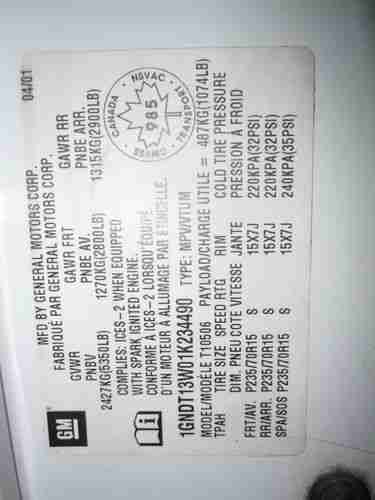 MFD BY GENERAL MOTORS CORP.
FABRIQUÉ PAR GENERAL MOTORS CORP.
04/01
GVWR GAWR FRT GAWR RR
PNBV PNBE AV PNBE ARR.
2427KG(5350LB) 1270KG(2800LB) 1315KG(2900LB)
COMPLIES: ICES-2 WHEN EQUIPPED
WITH SPARK IGNITED ENGINE.
CONFORME À ICES-2 LORSQU'ÉQUIPÉ
D'UN MOTEUR À ALLUMAGE PAR ÉTINCELLE.
NSVAC
CANADA
985
TRANSPORT
CNVSS
GM
1GNDT13W01K234490 TYPE: MPV/VTUM
MODEL/MODÈLE T10506 PAYLOAD/CHARGE UTILE = 487KG(1074LB)
TPAH TIRE SIZE SPEED RTG RIM COLD TIRE PRESSURE
DIM. PNEU COTE VITESSE JANTE PRESSION À FROID
FRT/AV. P235/70R15 S 15X7J 220KPA(32PSI)
RR/ARR. P235/70R15 S 15X7J 220KPA(32PSI)
SPA/SOS P235/70R15 S 15X7J 240KPA(35PSI)